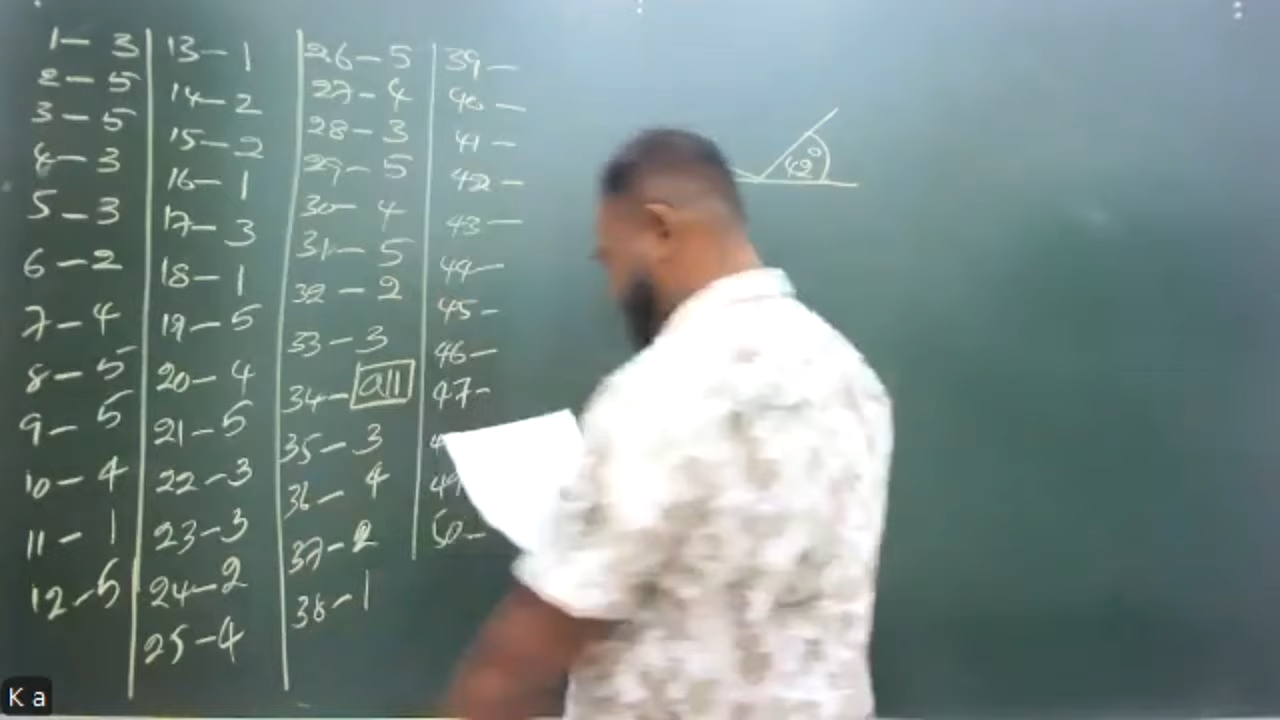 1 - 3
2 - 5
3 - 5
4 - 3
5 - 3
6 - 2
7 - 4
8 - 5
9 - 5
10 - 4
11 - 1
12 - 5
13 - 1
14 - 2
15 - 2
16 - 1
17 - 3
18 - 1
19 - 5
20 - 4
21 - 5
22 - 3
23 - 3
24 - 2
25 - 4
26 - 5
27 - 4
28 - 3
29 - 5
30 - 4
31 - 5
32 - 2
33 - 3
34 - all
35 - 3
36 - 4
37 - 2
38 - 1
39 -
40 -
41 -
42 -
43 -
44 -
45 -
46 -
47 -
49
50 -
42°
K a